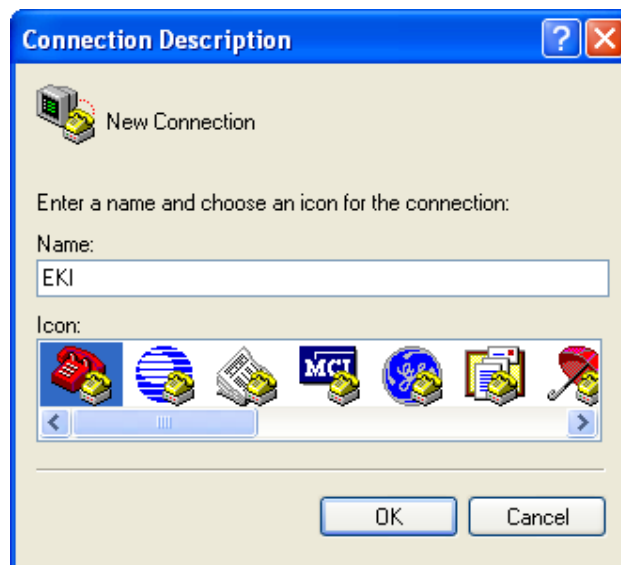 Connection Description
New Connection
Enter a name and choose an icon for the connection:
Name:
EKI
Icon:
MCI
OK
Cancel